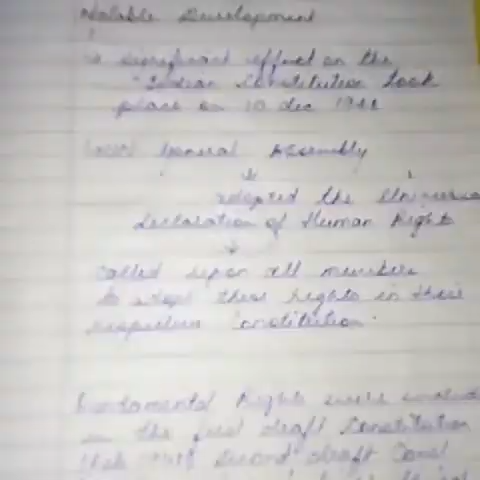 Notable Development
a significant effect on the
Indian Constitution took
place on 10 Dec
General Assembly
adopted the Universal
declaration of Human Rights
called upon all members
to adopt these rights in their
respective Constitution.
Fundamental Rights were
in the first draft Constitution
second draft